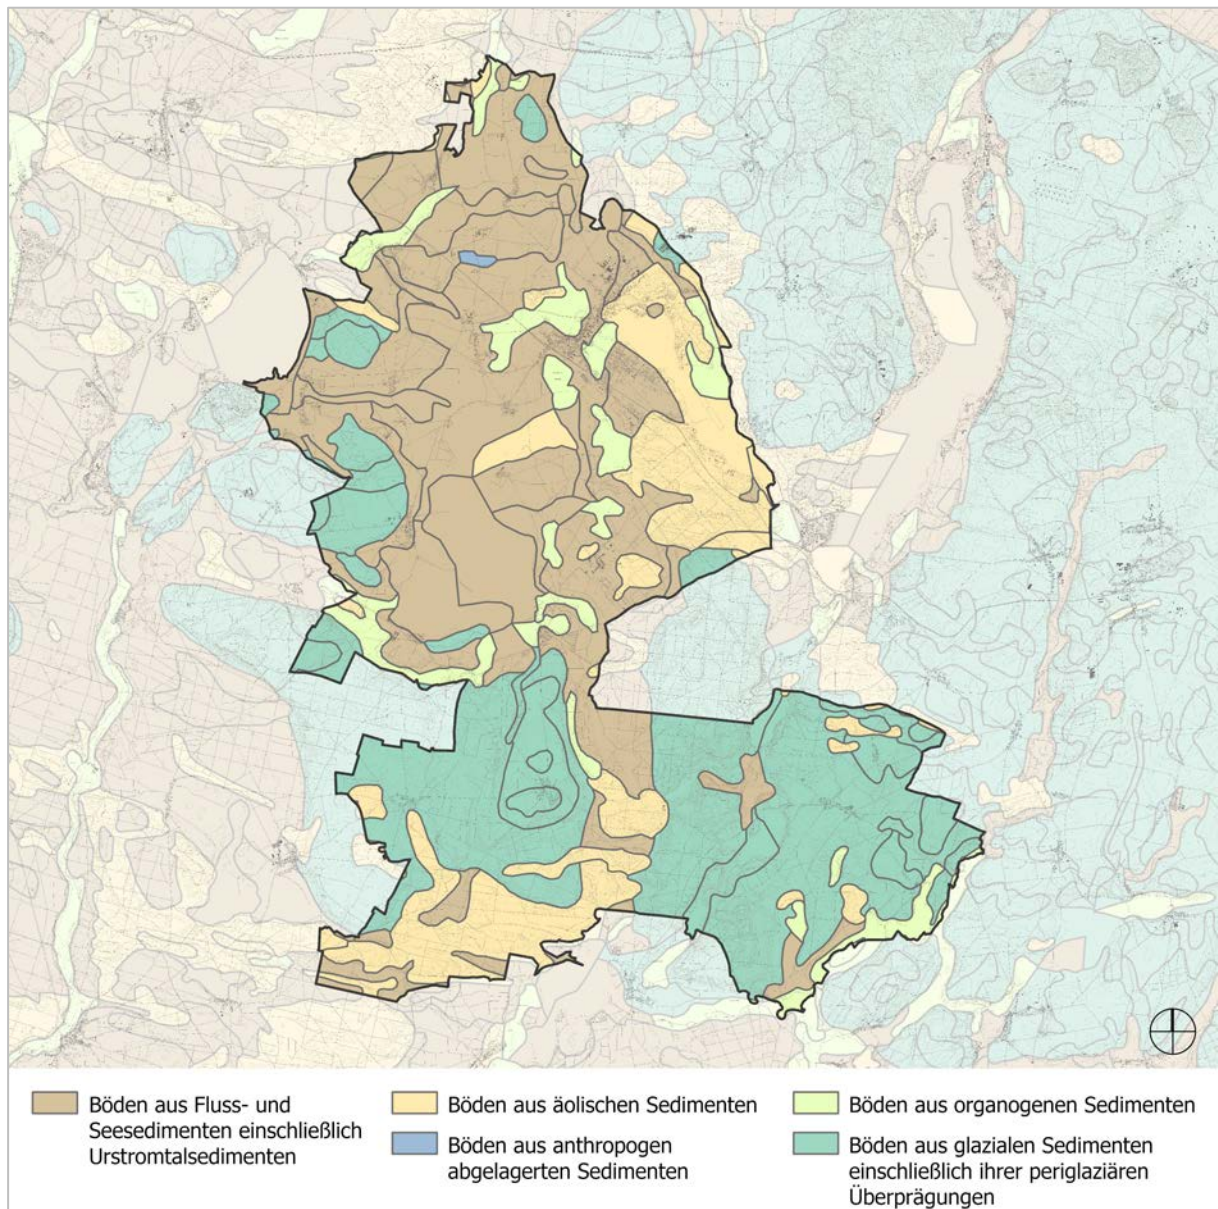 Böden aus Fluss- und
Seesedimenten einschließlich
Urstromtalsedimenten
Böden aus äolischen Sedimenten
Böden aus anthropogen
abgelagerten Sedimenten
Böden aus organogenen Sedimenten
Böden aus glazialen Sedimenten
einschließlich ihrer periglaziären
Überprägungen